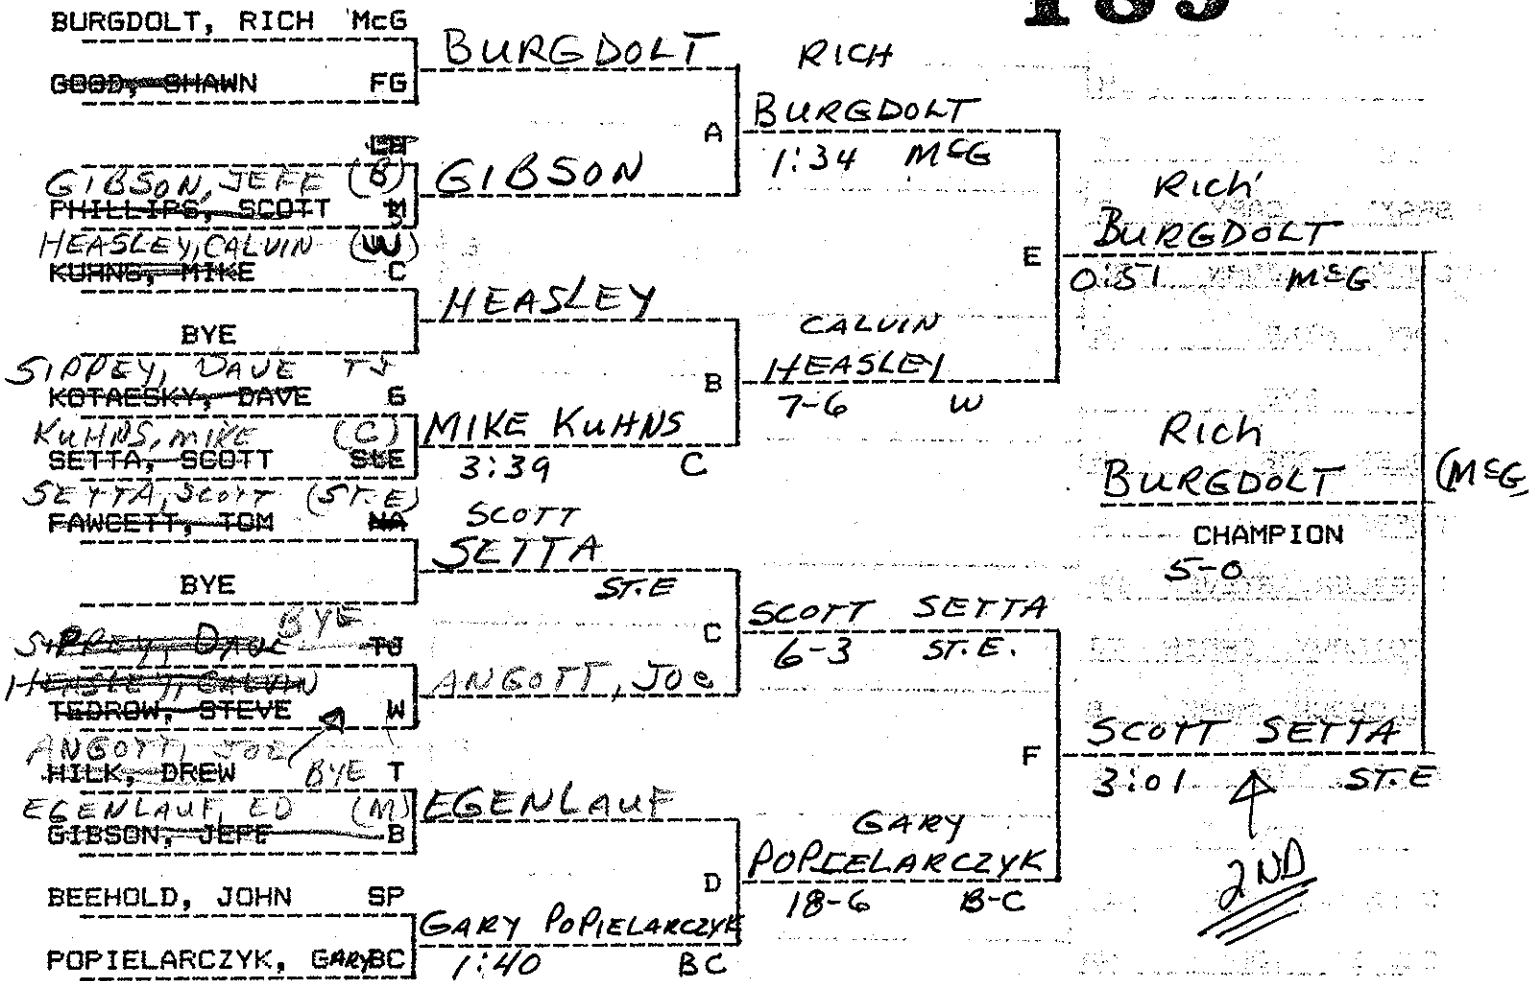 189
BURGDOLT, RICH McG
BURGDOLT
GOOD, SHAWN FG
RICH
BURGDOLT
A
1:34 McG
GIBSON, JEFF (B)
GIBSON
PHILLIPS, SCOTT M
HEASLEY, CALVIN (W)
KUHNS, MIKE C
Rich
BURGDOLT
E
0:51 McG
HEASLEY
BYE
CALVIN
HEASLEY
SIPPEY, DAVE TJ
KOTAESKY, DAVE G
B
7-6 W
KUHNS, MIKE (C)
MIKE KUHNS
SETTA, SCOTT StE
3:39 C
Rich
BURGDOLT (McG)
CHAMPION
5-0
SETTA, SCOTT (ST.E)
FAWCETT, TOM NA
SCOTT
SETTA
ST.E
BYE
BYE
SIPPEY, DAVE TJ
C
SCOTT SETTA
6-3 ST.E.
HEASLEY, CALVIN
TEDROW, STEVE W
ANGOTT, JOE
ANGOTT, JOE
HILK, DREW T
BYE
F
SCOTT SETTA
3:01 ST.E
2ND
EGENLAUF, ED (M)
EGENLAUF
GIBSON, JEFF B
GARY
POPIELARCZYK
D
18-6 B-C
BEEHOLD, JOHN SP
GARY POPIELARCZYK
POPIELARCZYK, GARY BC
1:40 BC